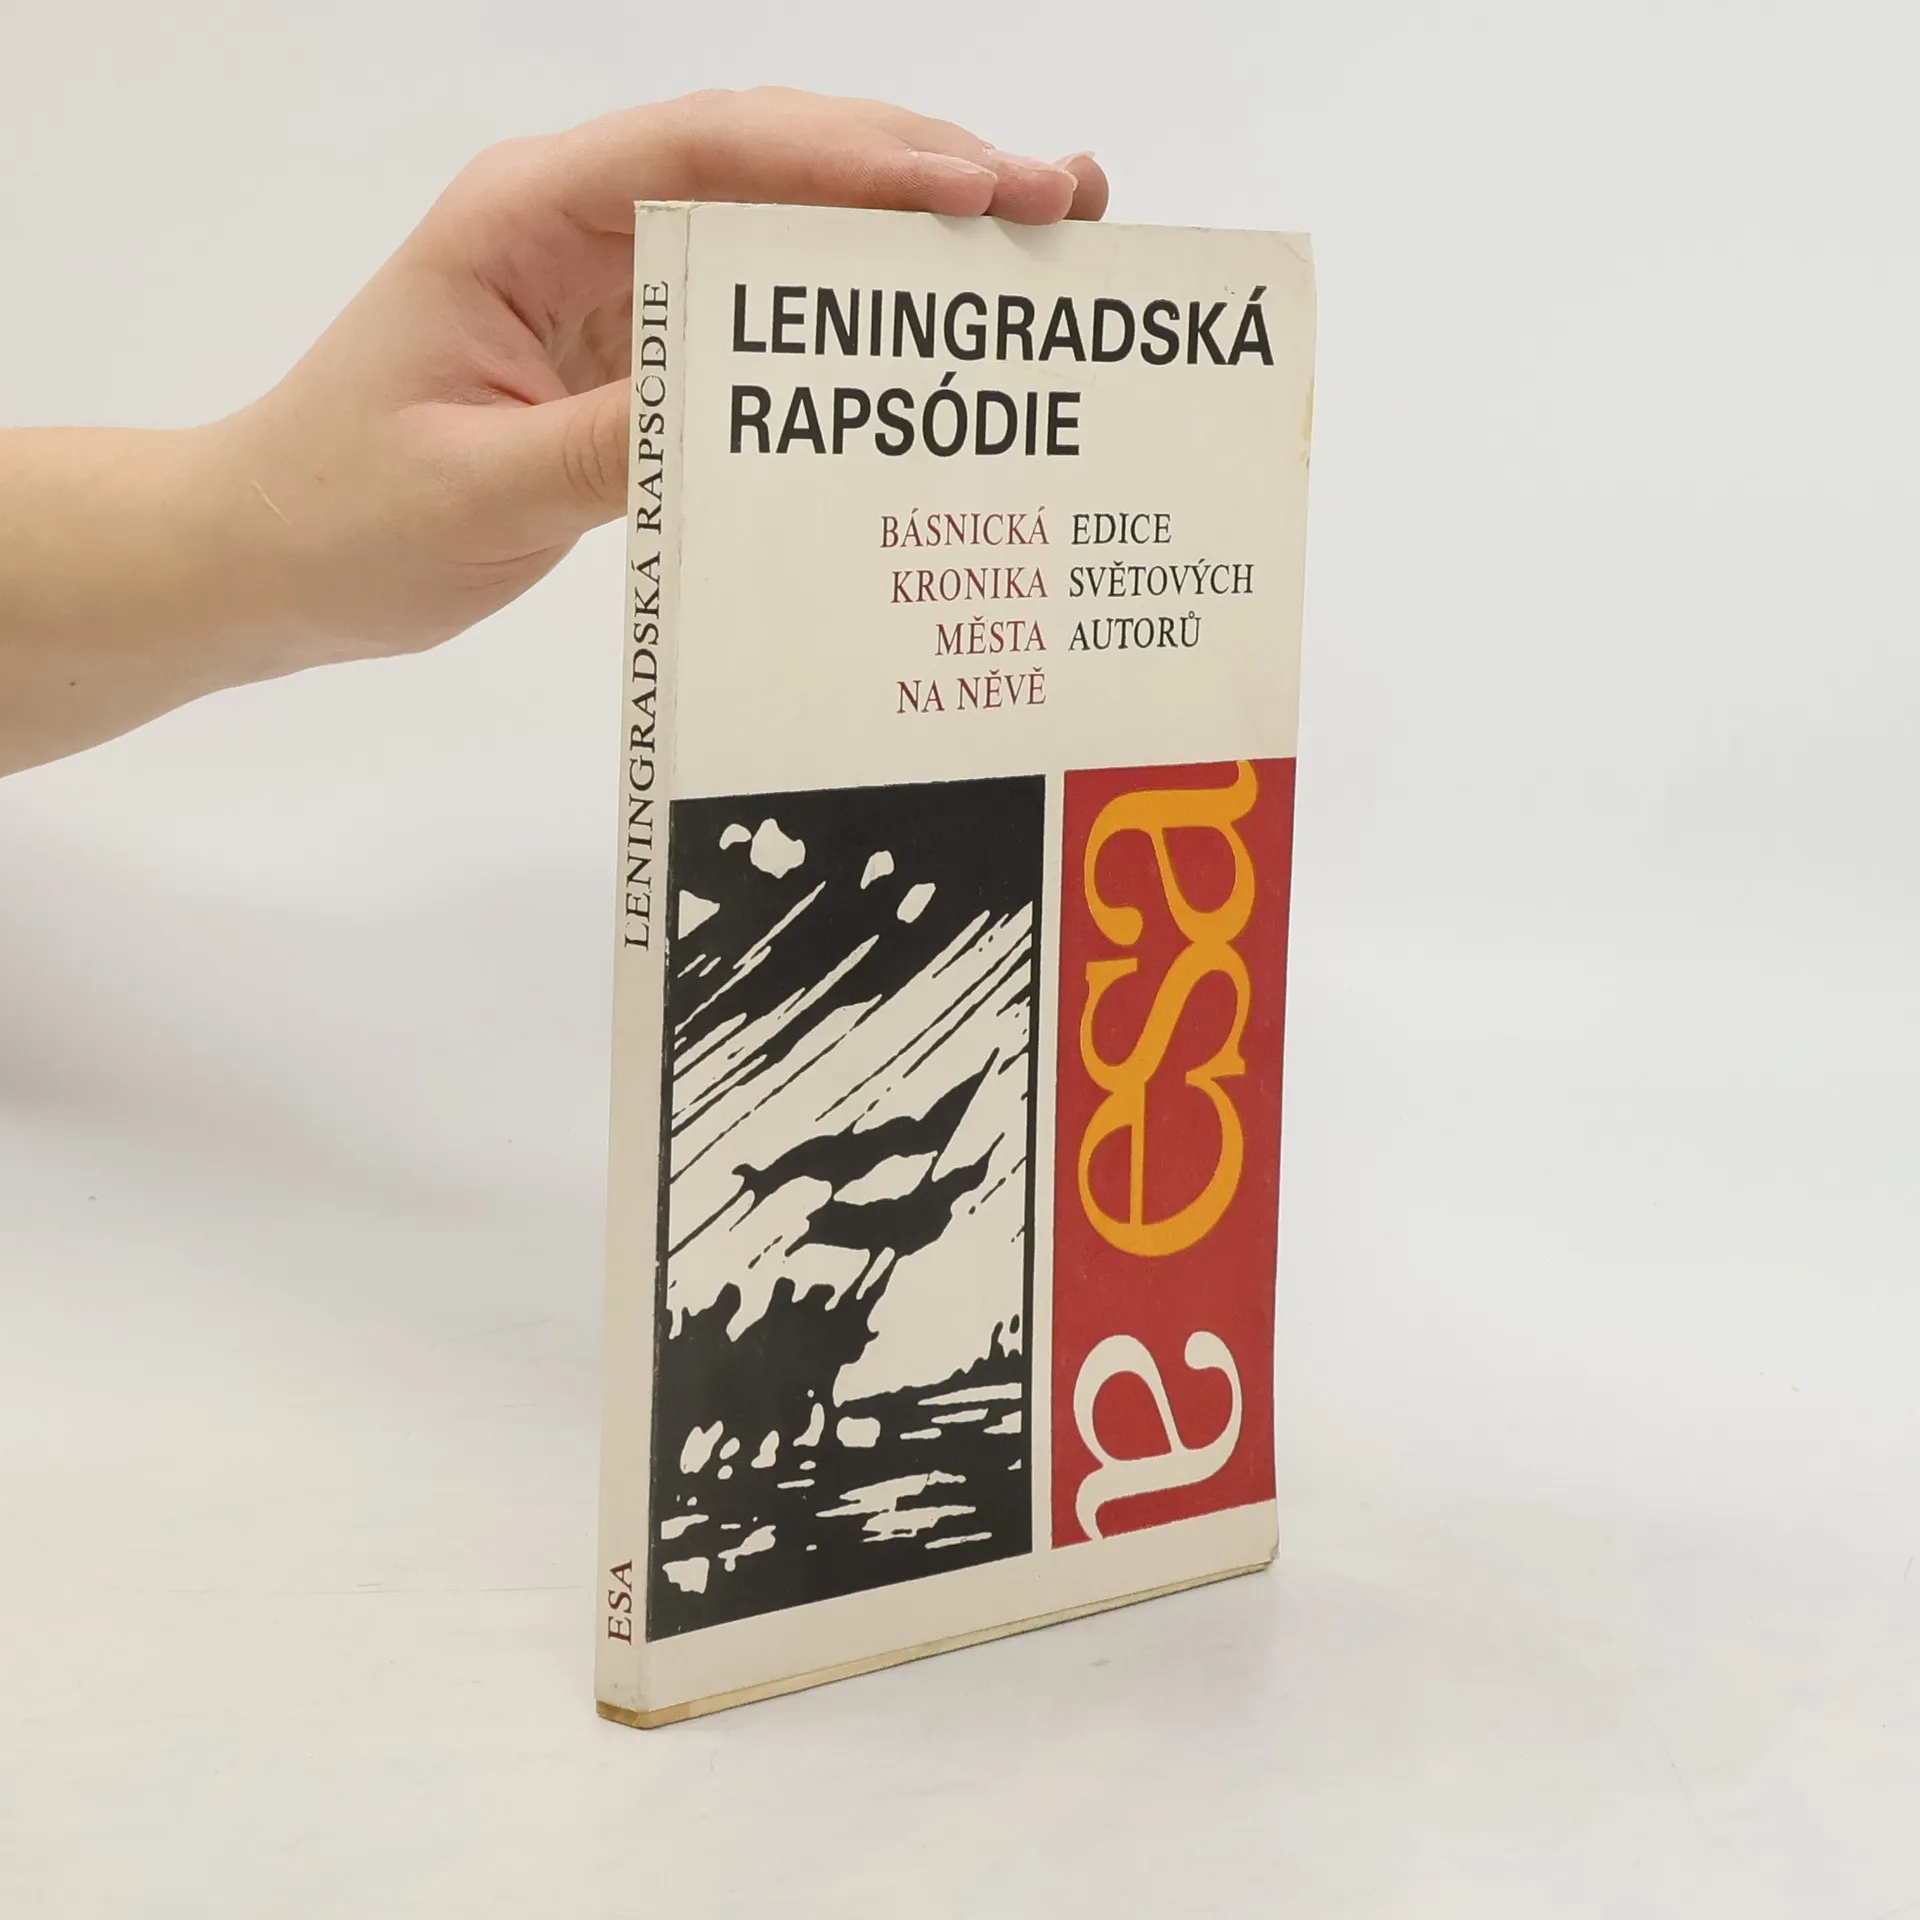 LENINGRADSKÁ
RAPSÓDIE
BÁSNICKÁ
KRONIKA
MĚSTA
NA NĚVĚ
EDICE
SVĚTOVÝCH
AUTORŮ
esa
a
LENINGRADSKÁ RAPSÓDIE
ESA